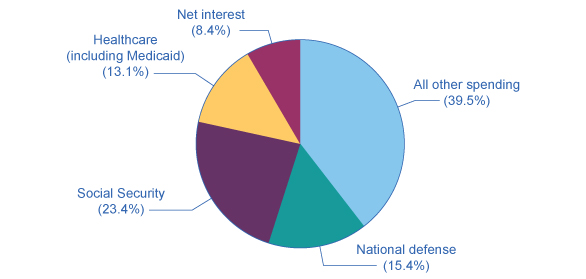 Net interest
(8.4%)
Healthcare
(including Medicaid)
(13.1%)
All other spending
(39.5%)
Social Security
(23.4%)
National defense
(15.4%)